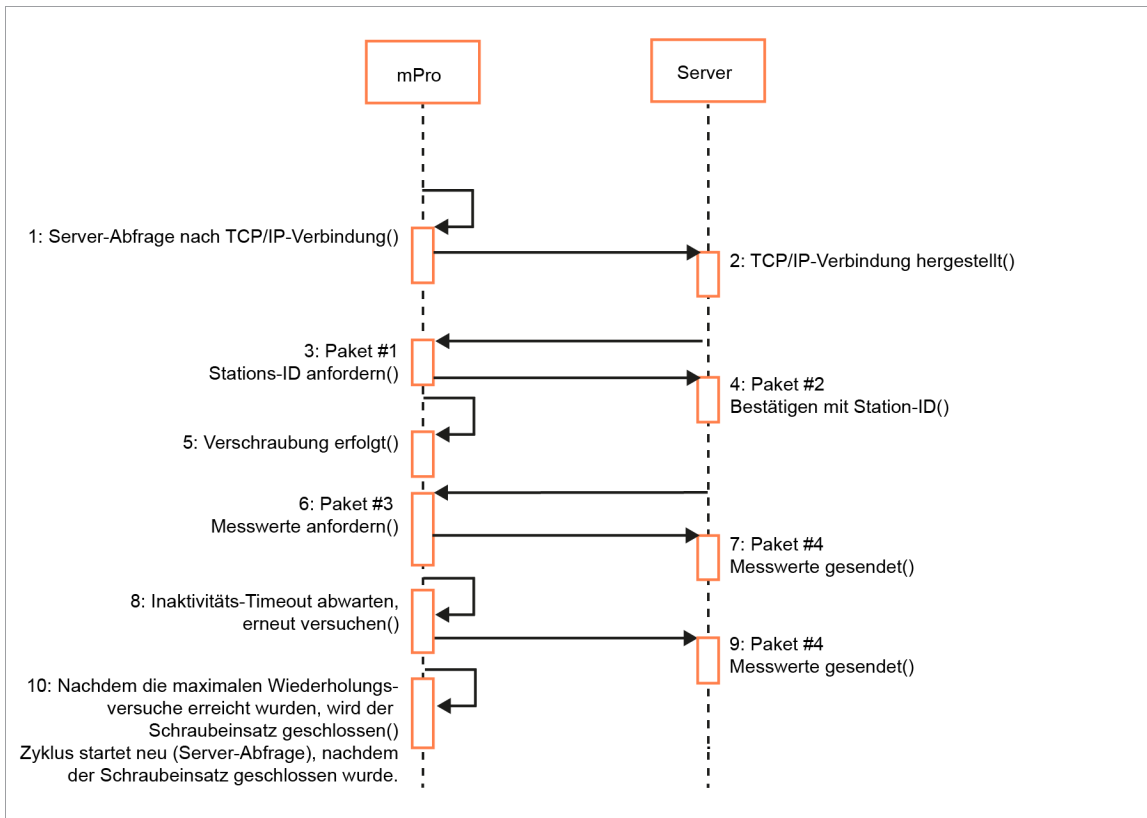 mPro
Server
1: Server-Abfrage nach TCP/IP-Verbindung()
2: TCP/IP-Verbindung hergestellt()
3: Paket #1
Stations-ID anfordern()
4: Paket #2
Bestätigen mit Station-ID()
5: Verschraubung erfolgt()
6: Paket #3
Messwerte anfordern()
7: Paket #4
Messwerte gesendet()
8: Inaktivitäts-Timeout abwarten,
erneut versuchen()
9: Paket #4
Messwerte gesendet()
10: Nachdem die maximalen Wiederholungs-
versuche erreicht wurden, wird der
Schraubeinsatz geschlossen()
Zyklus startet neu (Server-Abfrage), nachdem
der Schraubeinsatz geschlossen wurde.